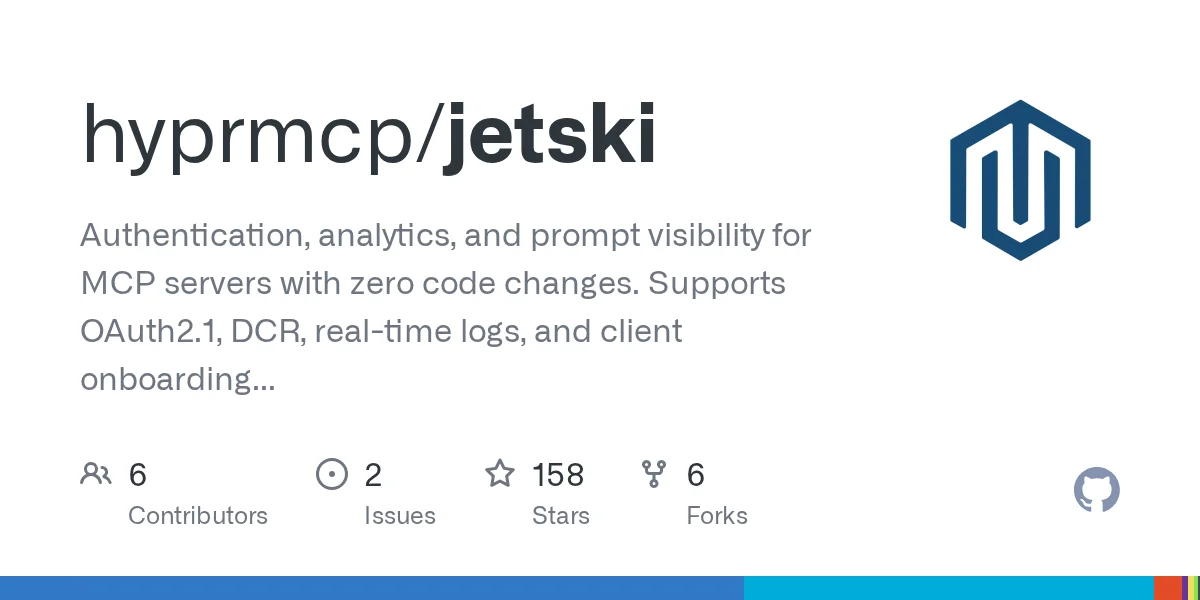 hyprmcp/jetski
Authentication, analytics, and prompt visibility for
MCP servers with zero code changes. Supports
OAuth2.1, DCR, real-time logs, and client
onboarding...
6 2 158 6
Contributors Issues Stars Forks